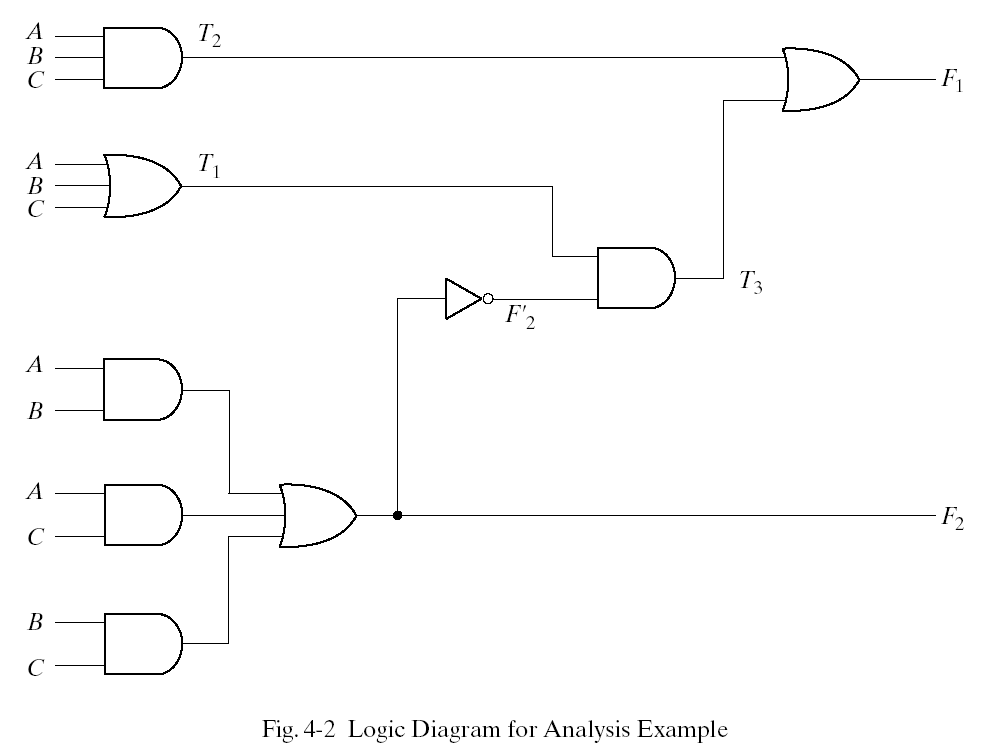 A
B
C
T2
F1
A
B
C
T1
T3
F′2
A
B
A
C
F2
B
C
Fig. 4-2 Logic Diagram for Analysis Example